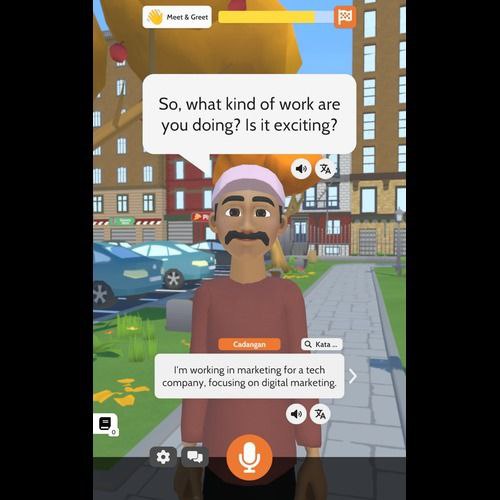 Meet & Greet
So, what kind of work are
you doing? Is it exciting?
Cadangan
Kata ...
I'm working in marketing for a tech
company, focusing on digital marketing.
0